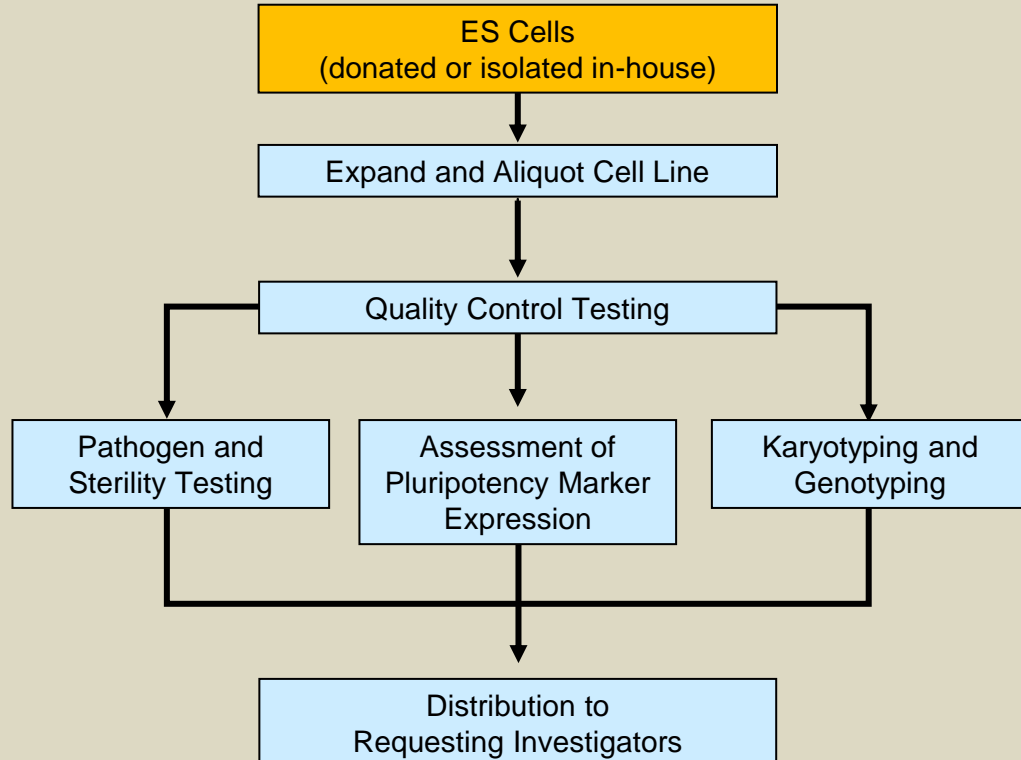 ES Cells
(donated or isolated in-house)
Expand and Aliquot Cell Line
Quality Control Testing
Pathogen and
Sterility Testing
Assessment of
Pluripotency Marker
Expression
Karyotyping and
Genotyping
Distribution to
Requesting Investigators